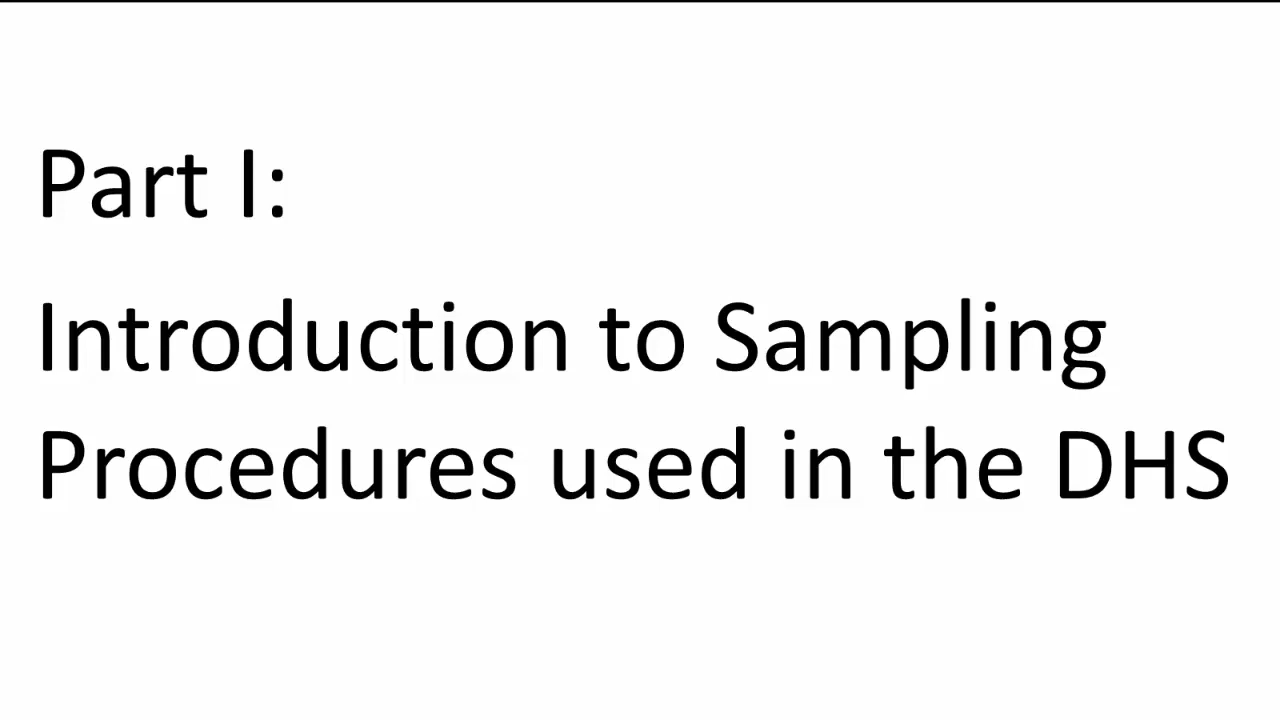 Part I:
Introduction to Sampling
Procedures used in the DHS